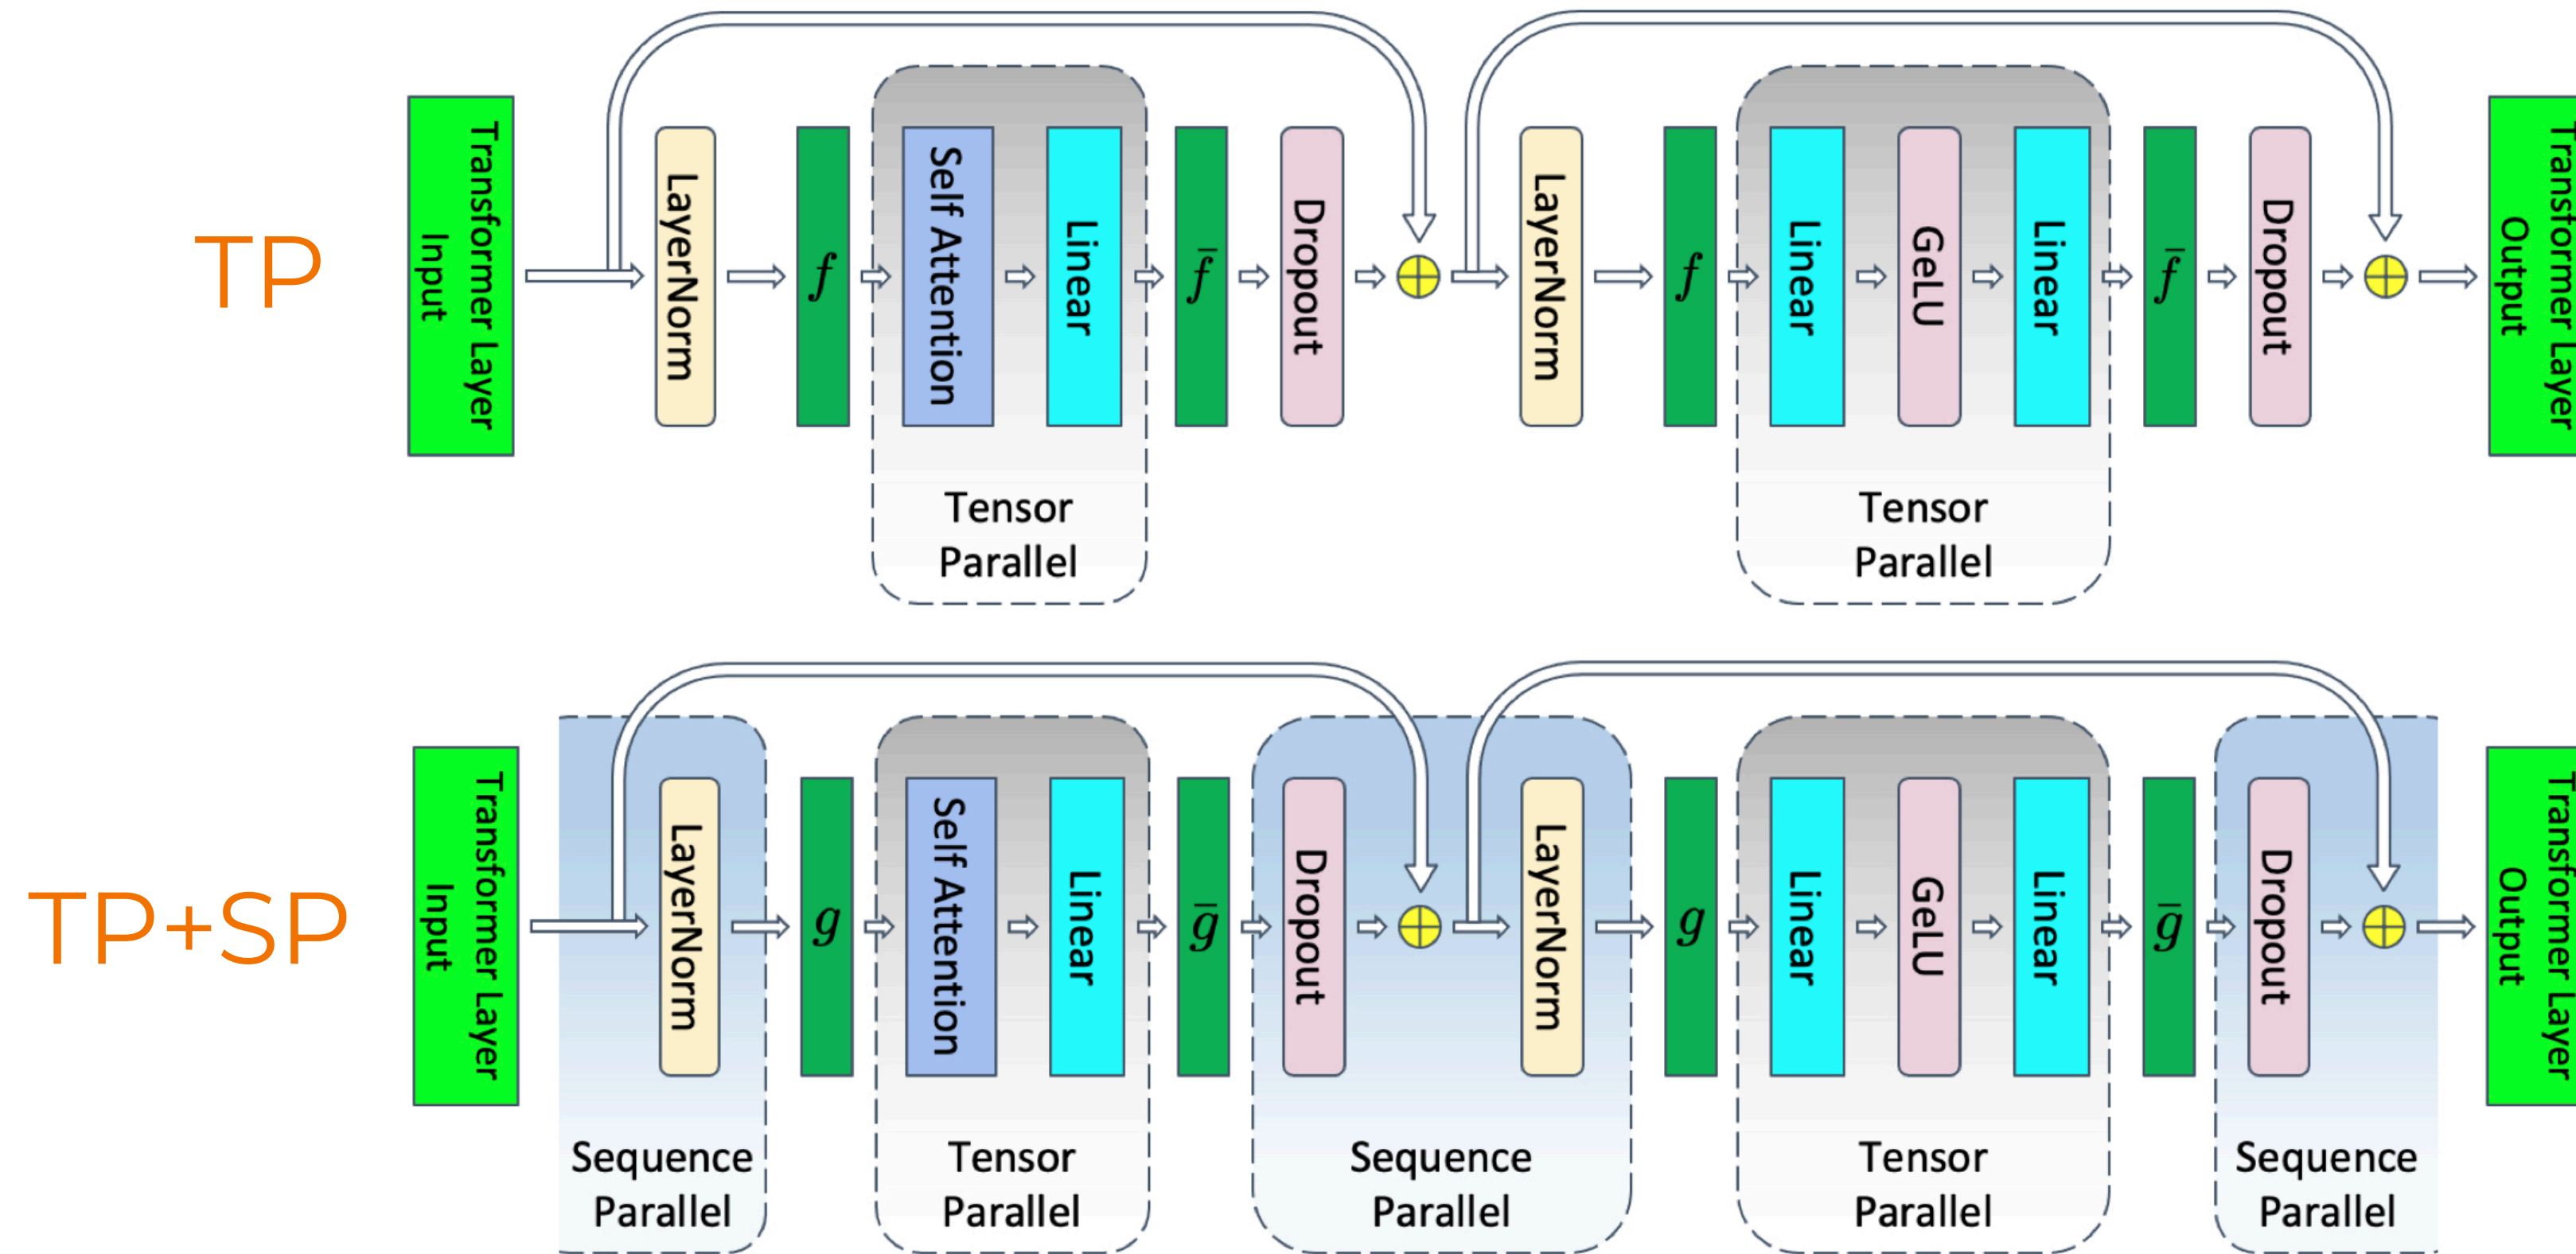 TP
Transformer Layer
Input
LayerNorm
f
Self Attention
Linear
f̄
Dropout
LayerNorm
f
Linear
GeLU
Linear
f̄
Dropout
Transformer Layer
Output
Tensor
Parallel
Tensor
Parallel
TP+SP
Transformer Layer
Input
LayerNorm
g
Self Attention
Linear
ḡ
Dropout
LayerNorm
g
Linear
GeLU
Linear
ḡ
Dropout
Transformer Layer
Output
Sequence
Parallel
Tensor
Parallel
Sequence
Parallel
Tensor
Parallel
Sequence
Parallel